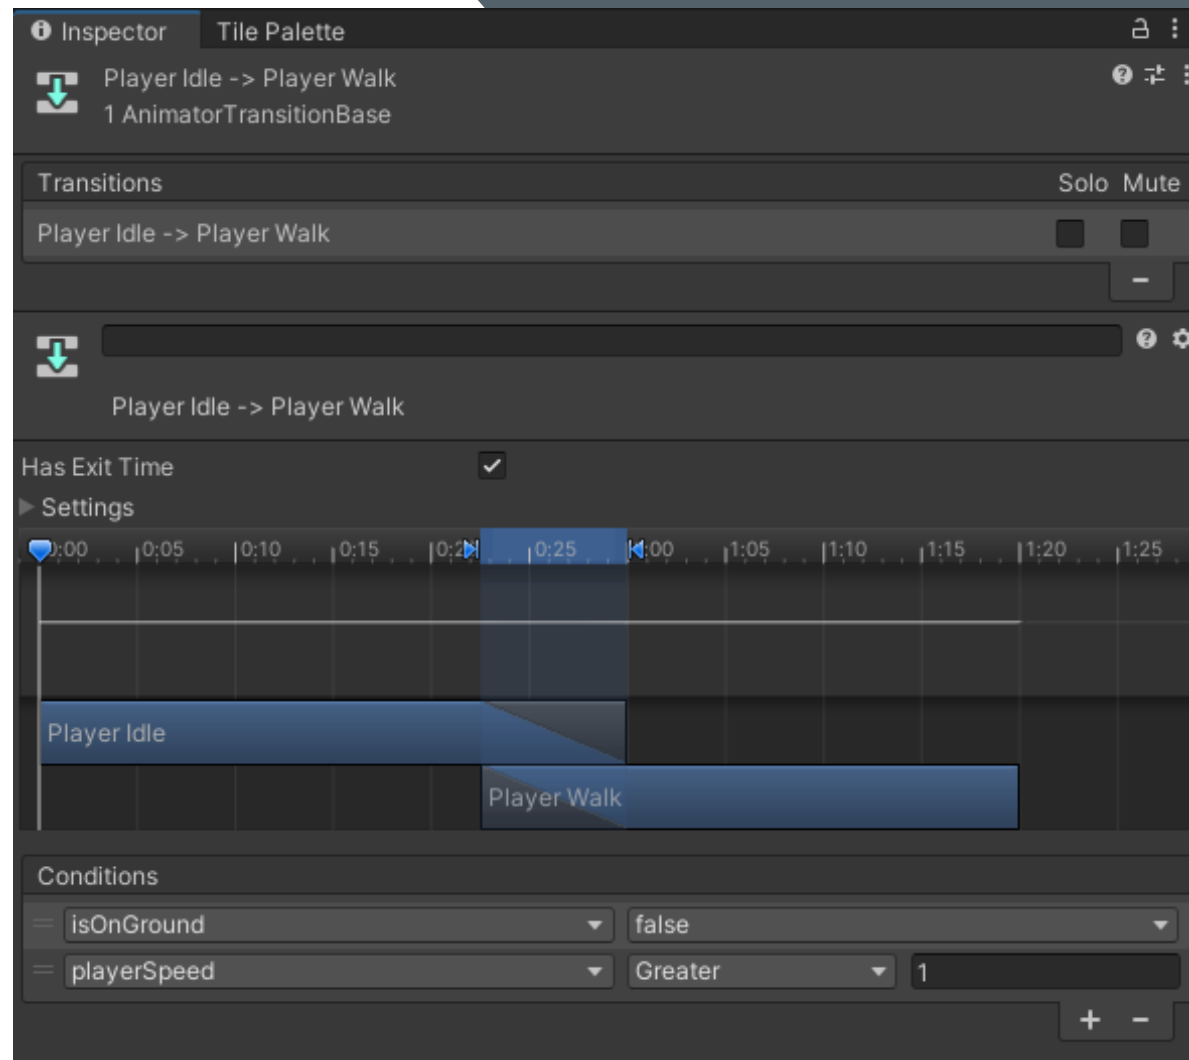 Inspector Tile Palette
Player Idle -> Player Walk
1 AnimatorTransitionBase
Transitions Solo Mute
Player Idle -> Player Walk
Player Idle -> Player Walk
Has Exit Time
Settings
:00 0:05 0:10 0:15 0:2 0:25 :00 1:05 1:10 1:15 1:20 1:25
Player Idle
Player Walk
Conditions
isOnGround false
playerSpeed Greater 1